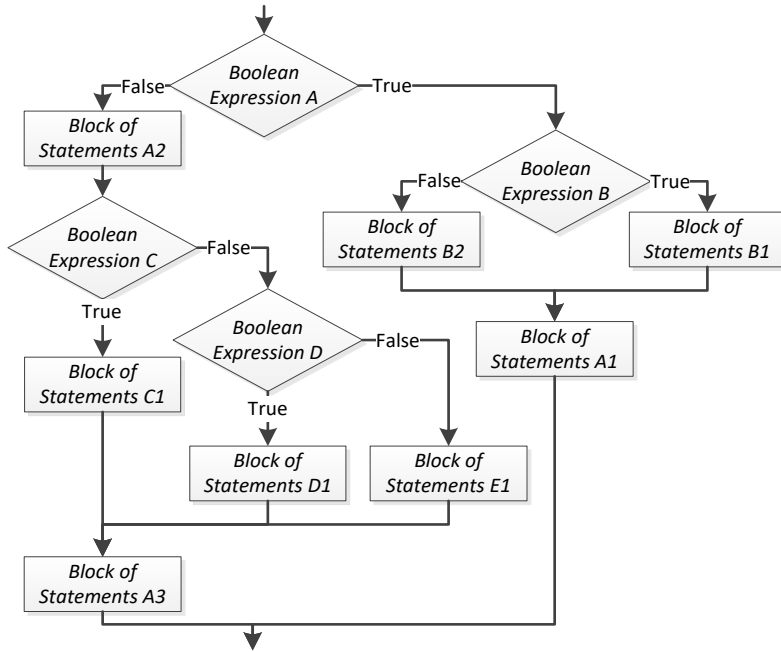 Boolean
Expression A
False
True
Block of
Statements A2
Boolean
Expression B
False
True
Block of
Statements B2
Block of
Statements B1
Boolean
Expression C
False
True
Boolean
Expression D
False
True
Block of
Statements A1
Block of
Statements C1
Block of
Statements D1
Block of
Statements E1
Block of
Statements A3